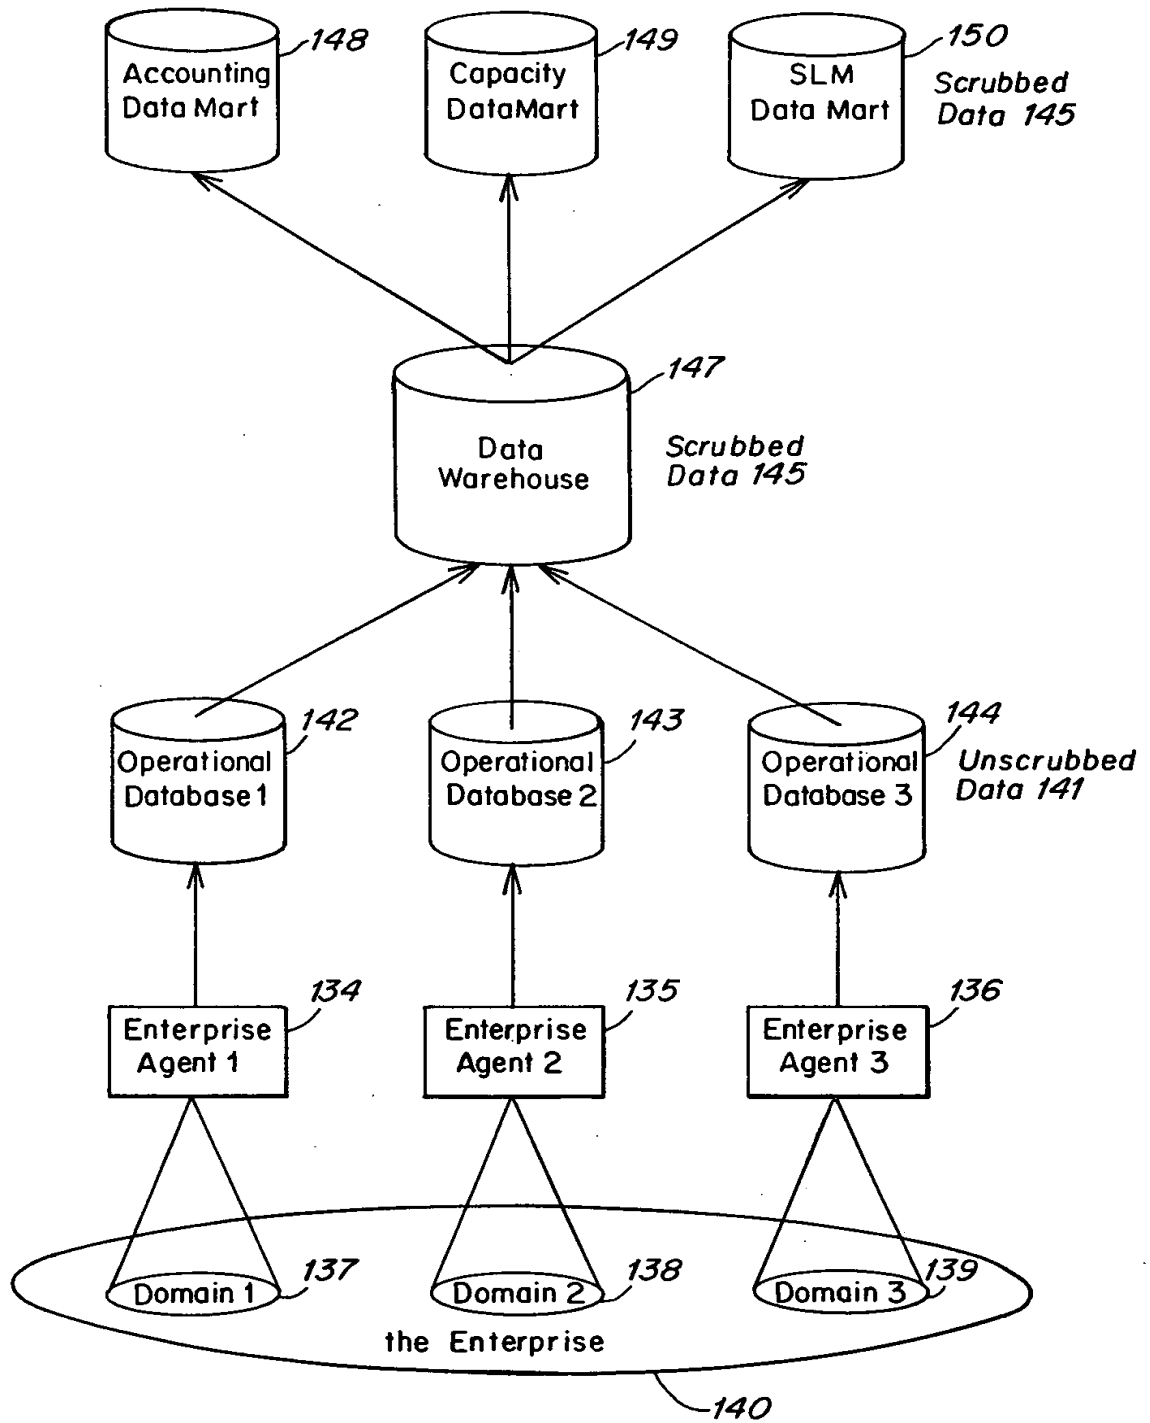 148
Accounting
Data Mart
149
Capacity
DataMart
150
SLM
Data Mart
Scrubbed
Data 145
147
Data
Warehouse
Scrubbed
Data 145
142
Operational
Database 1
143
Operational
Database 2
144
Operational
Database 3
Unscrubbed
Data 141
134
Enterprise
Agent 1
135
Enterprise
Agent 2
136
Enterprise
Agent 3
137
Domain 1
138
Domain 2
139
Domain 3
the Enterprise
140